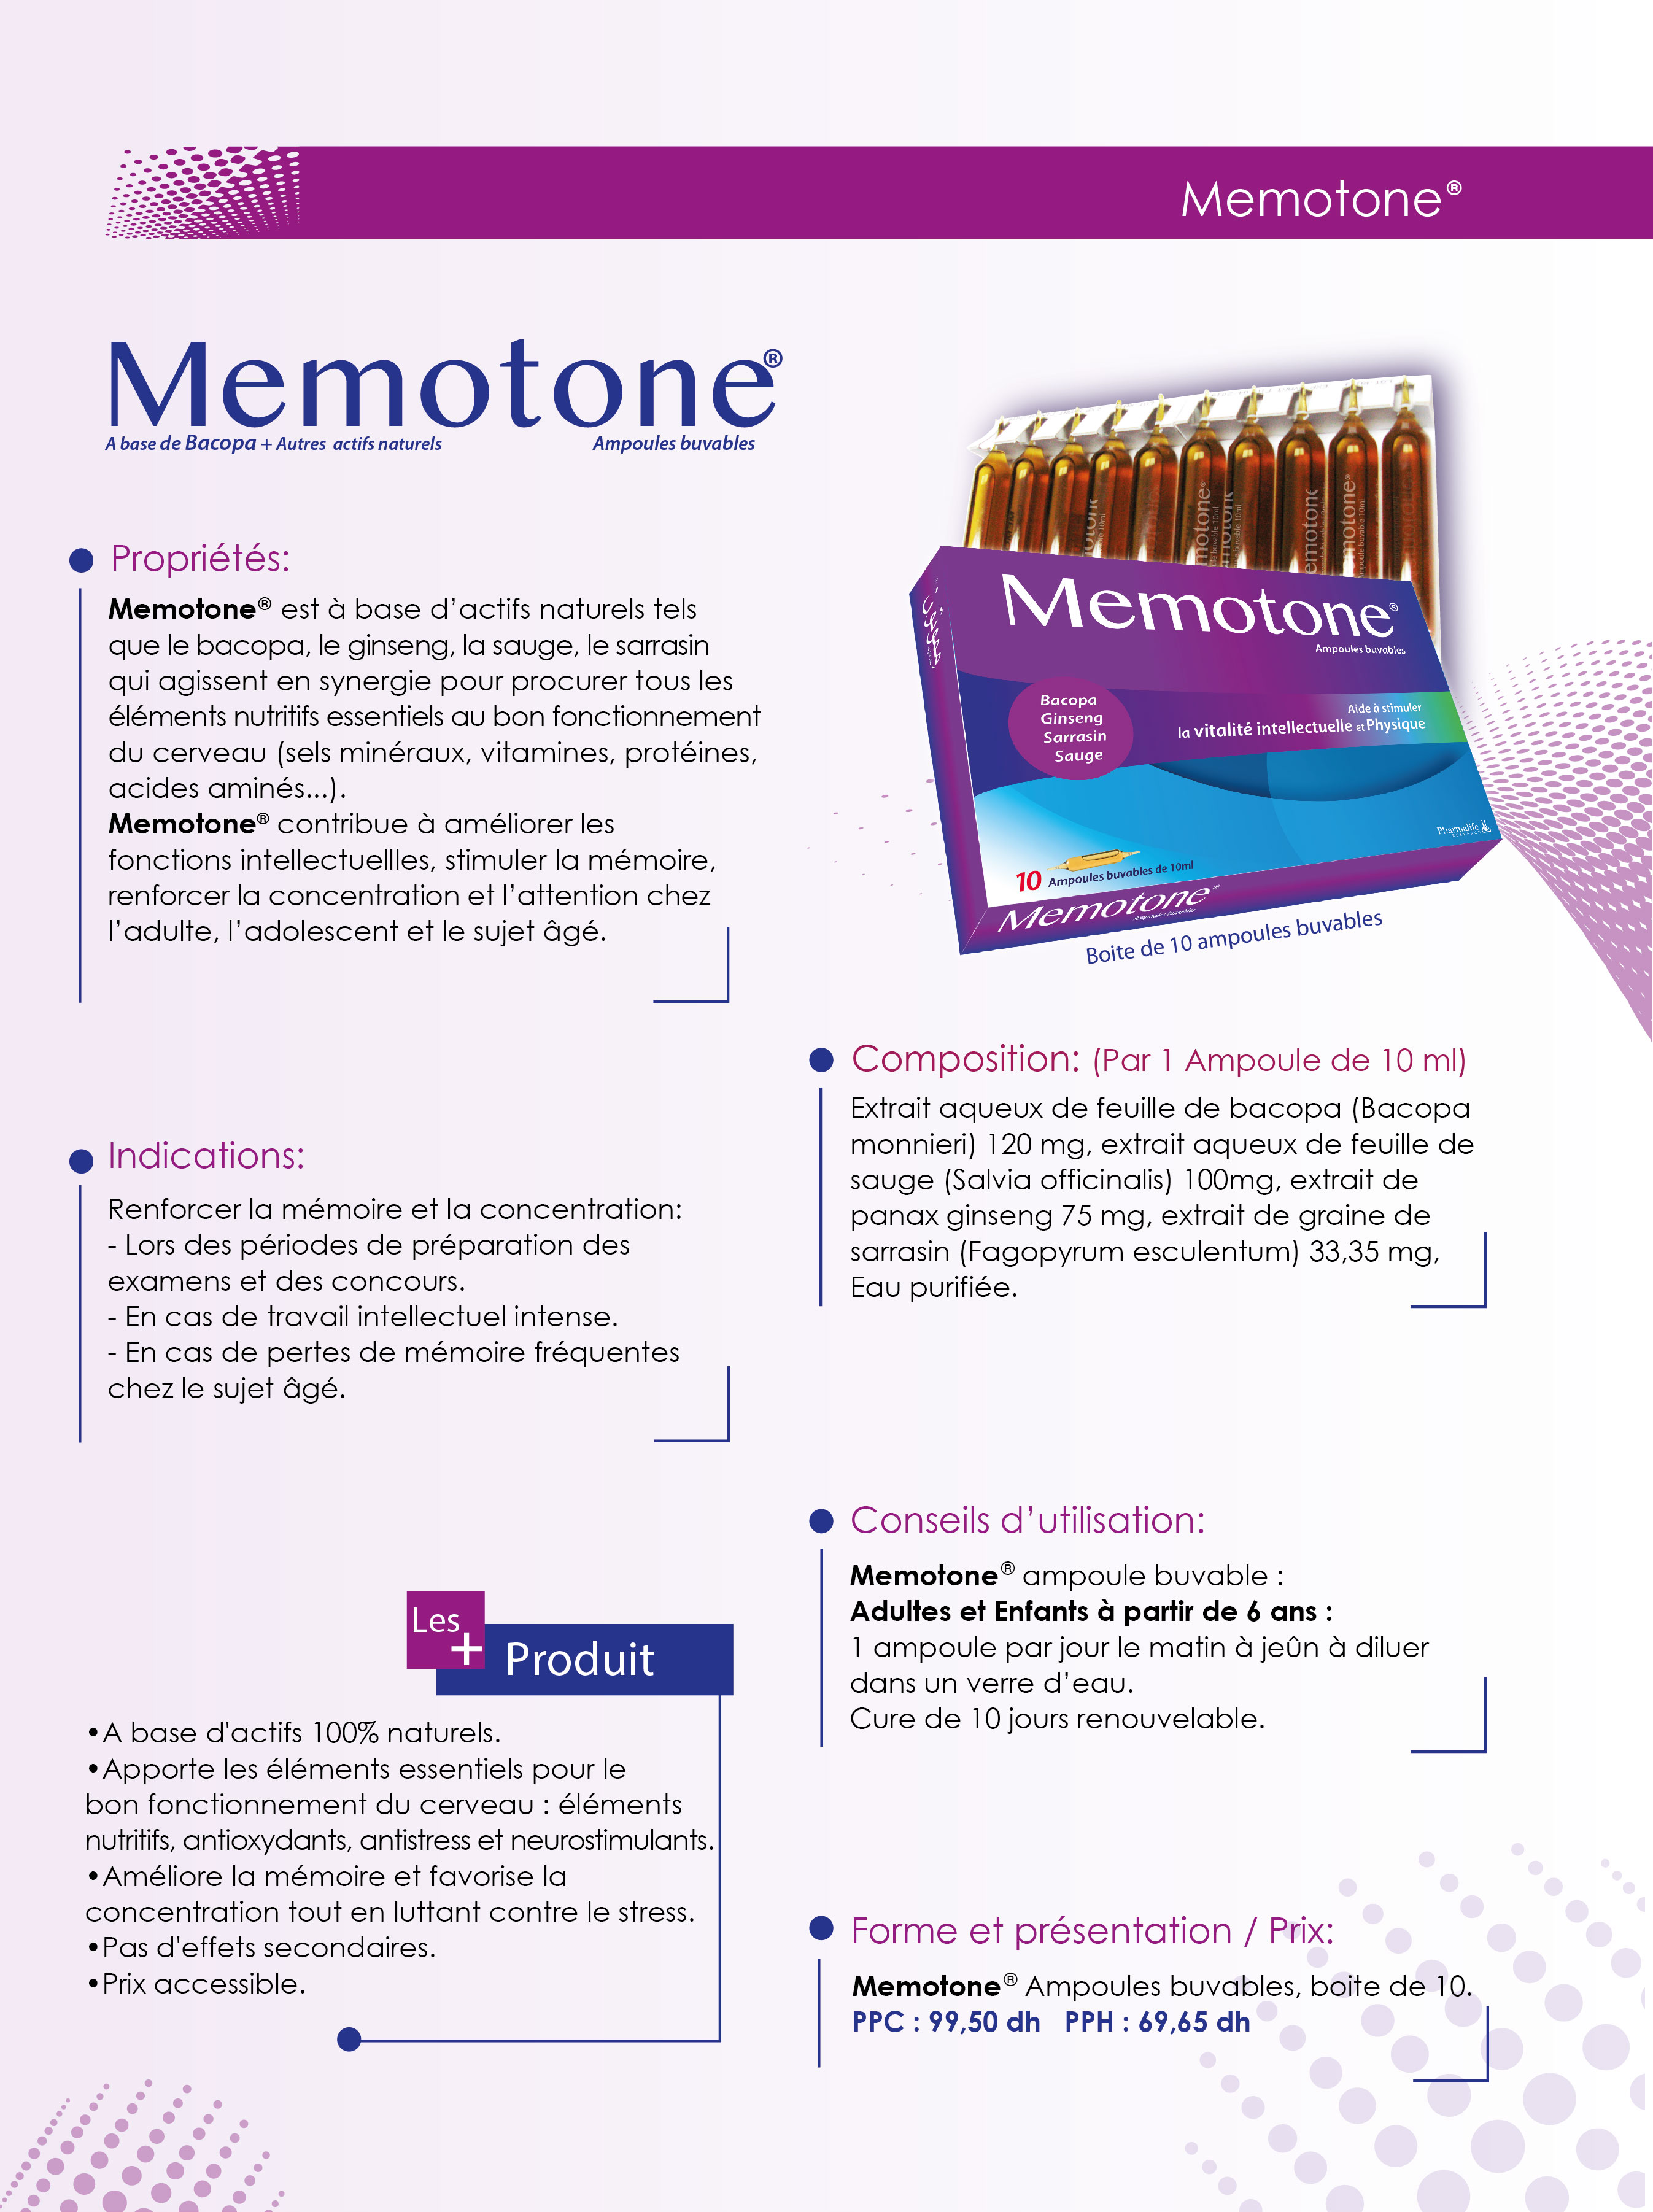 Memotone®
Memotone®
A base de Bacopa + Autres actifs naturels
Ampoules buvables
Propriétés:
Memotone® est à base d’actifs naturels tels
que le bacopa, le ginseng, la sauge, le sarrasin
qui agissent en synergie pour procurer tous les
éléments nutritifs essentiels au bon fonctionnement
du cerveau (sels minéraux, vitamines, protéines,
acides aminés...).
Memotone® contribue à améliorer les
fonctions intellectuellles, stimuler la mémoire,
renforcer la concentration et l’attention chez
l’adulte, l’adolescent et le sujet âgé.
Memotone®
Ampoules buvables
Bacopa
Ginseng
Sarrasin
Sauge
Aide à stimuler
la vitalité intellectuelle et Physique
Pharmalife
10 Ampoules buvables de 10ml
Memotone®
Ampoules buvables
Boite de 10 ampoules buvables
Indications:
Renforcer la mémoire et la concentration:
- Lors des périodes de préparation des
examens et des concours.
- En cas de travail intellectuel intense.
- En cas de pertes de mémoire fréquentes
chez le sujet âgé.
Composition: (Par 1 Ampoule de 10 ml)
Extrait aqueux de feuille de bacopa (Bacopa
monnieri) 120 mg, extrait aqueux de feuille de
sauge (Salvia officinalis) 100mg, extrait de
panax ginseng 75 mg, extrait de graine de
sarrasin (Fagopyrum esculentum) 33,35 mg,
Eau purifiée.
Conseils d’utilisation:
Memotone® ampoule buvable :
Adultes et Enfants à partir de 6 ans :
1 ampoule par jour le matin à jeûn à diluer
dans un verre d’eau.
Cure de 10 jours renouvelable.
Les +
Produit
•A base d'actifs 100% naturels.
•Apporte les éléments essentiels pour le
bon fonctionnement du cerveau : éléments
nutritifs, antioxydants, antistress et neurostimulants.
•Améliore la mémoire et favorise la
concentration tout en luttant contre le stress.
•Pas d'effets secondaires.
•Prix accessible.
Forme et présentation / Prix:
Memotone® Ampoules buvables, boite de 10.
PPC : 99,50 dh PPH : 69,65 dh